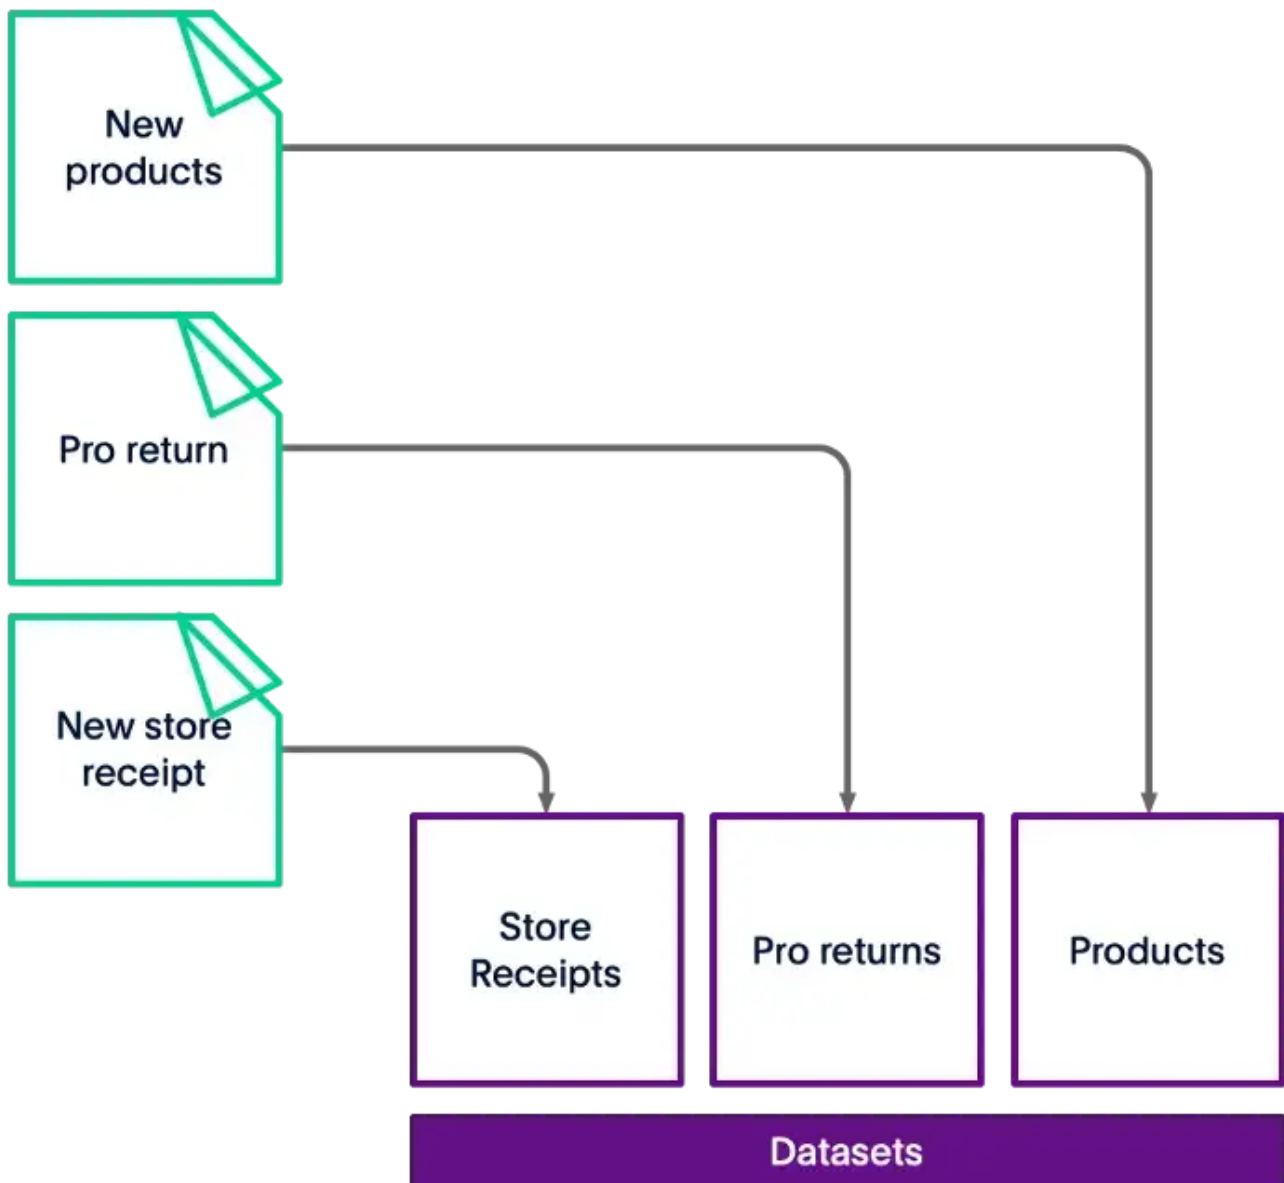 New
products
Pro return
New store
receipt
Store
Receipts
Pro returns
Products
Datasets